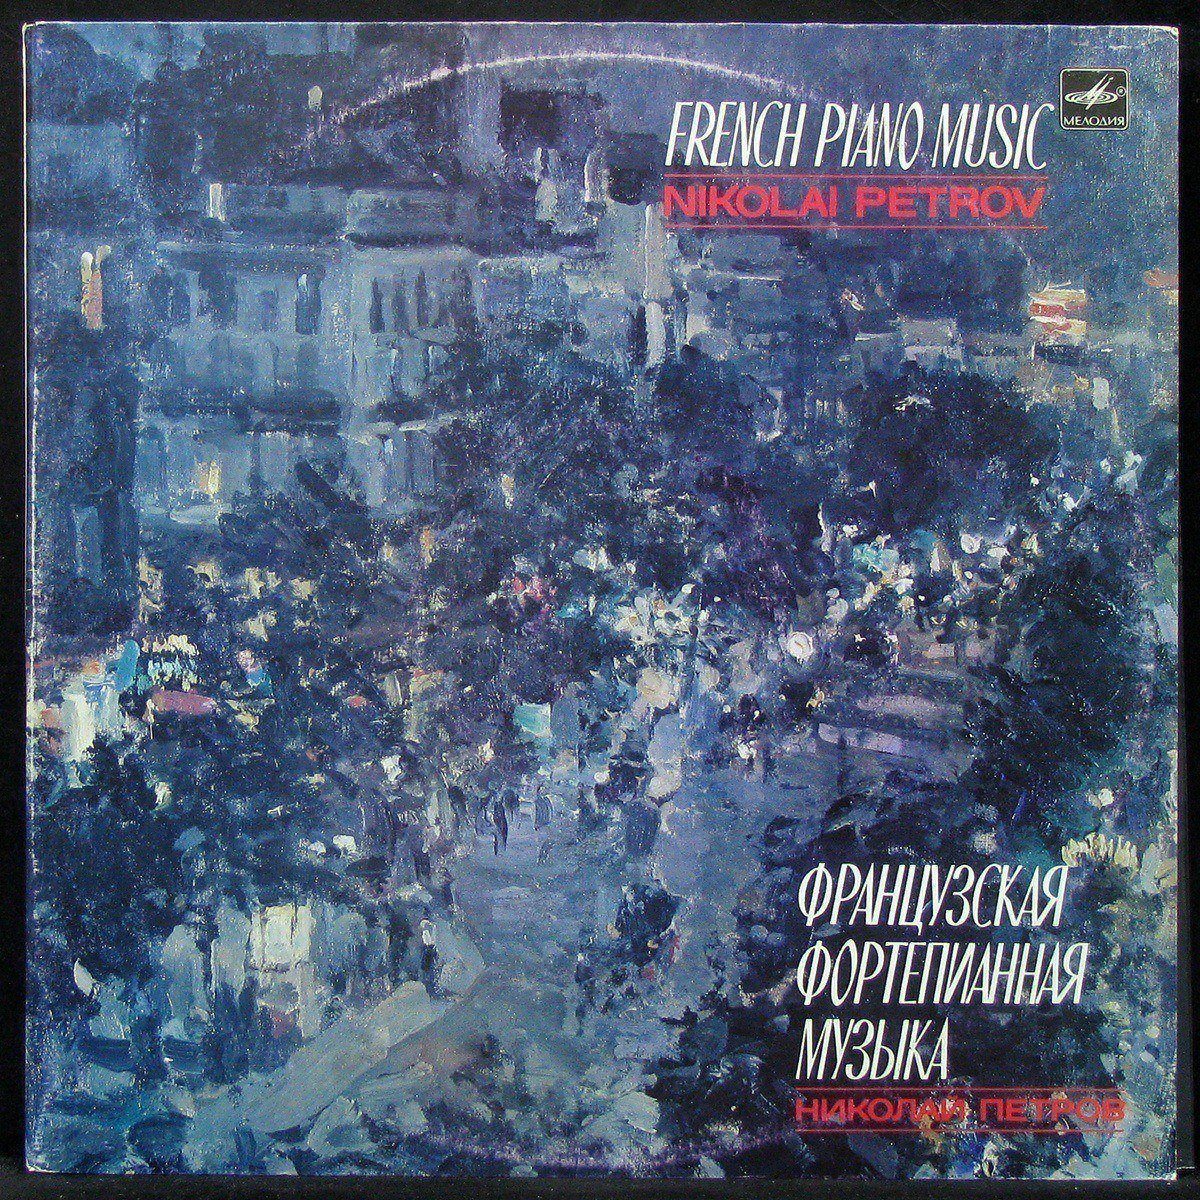 FRENCH PIANO MUSIC
NIKOLAI PETROV
МЕЛОДИЯ
ФРАНЦУЗСКАЯ
ФОРТЕПИАННАЯ
МУЗЫКА
НИКОЛАЙ ПЕТРОВ